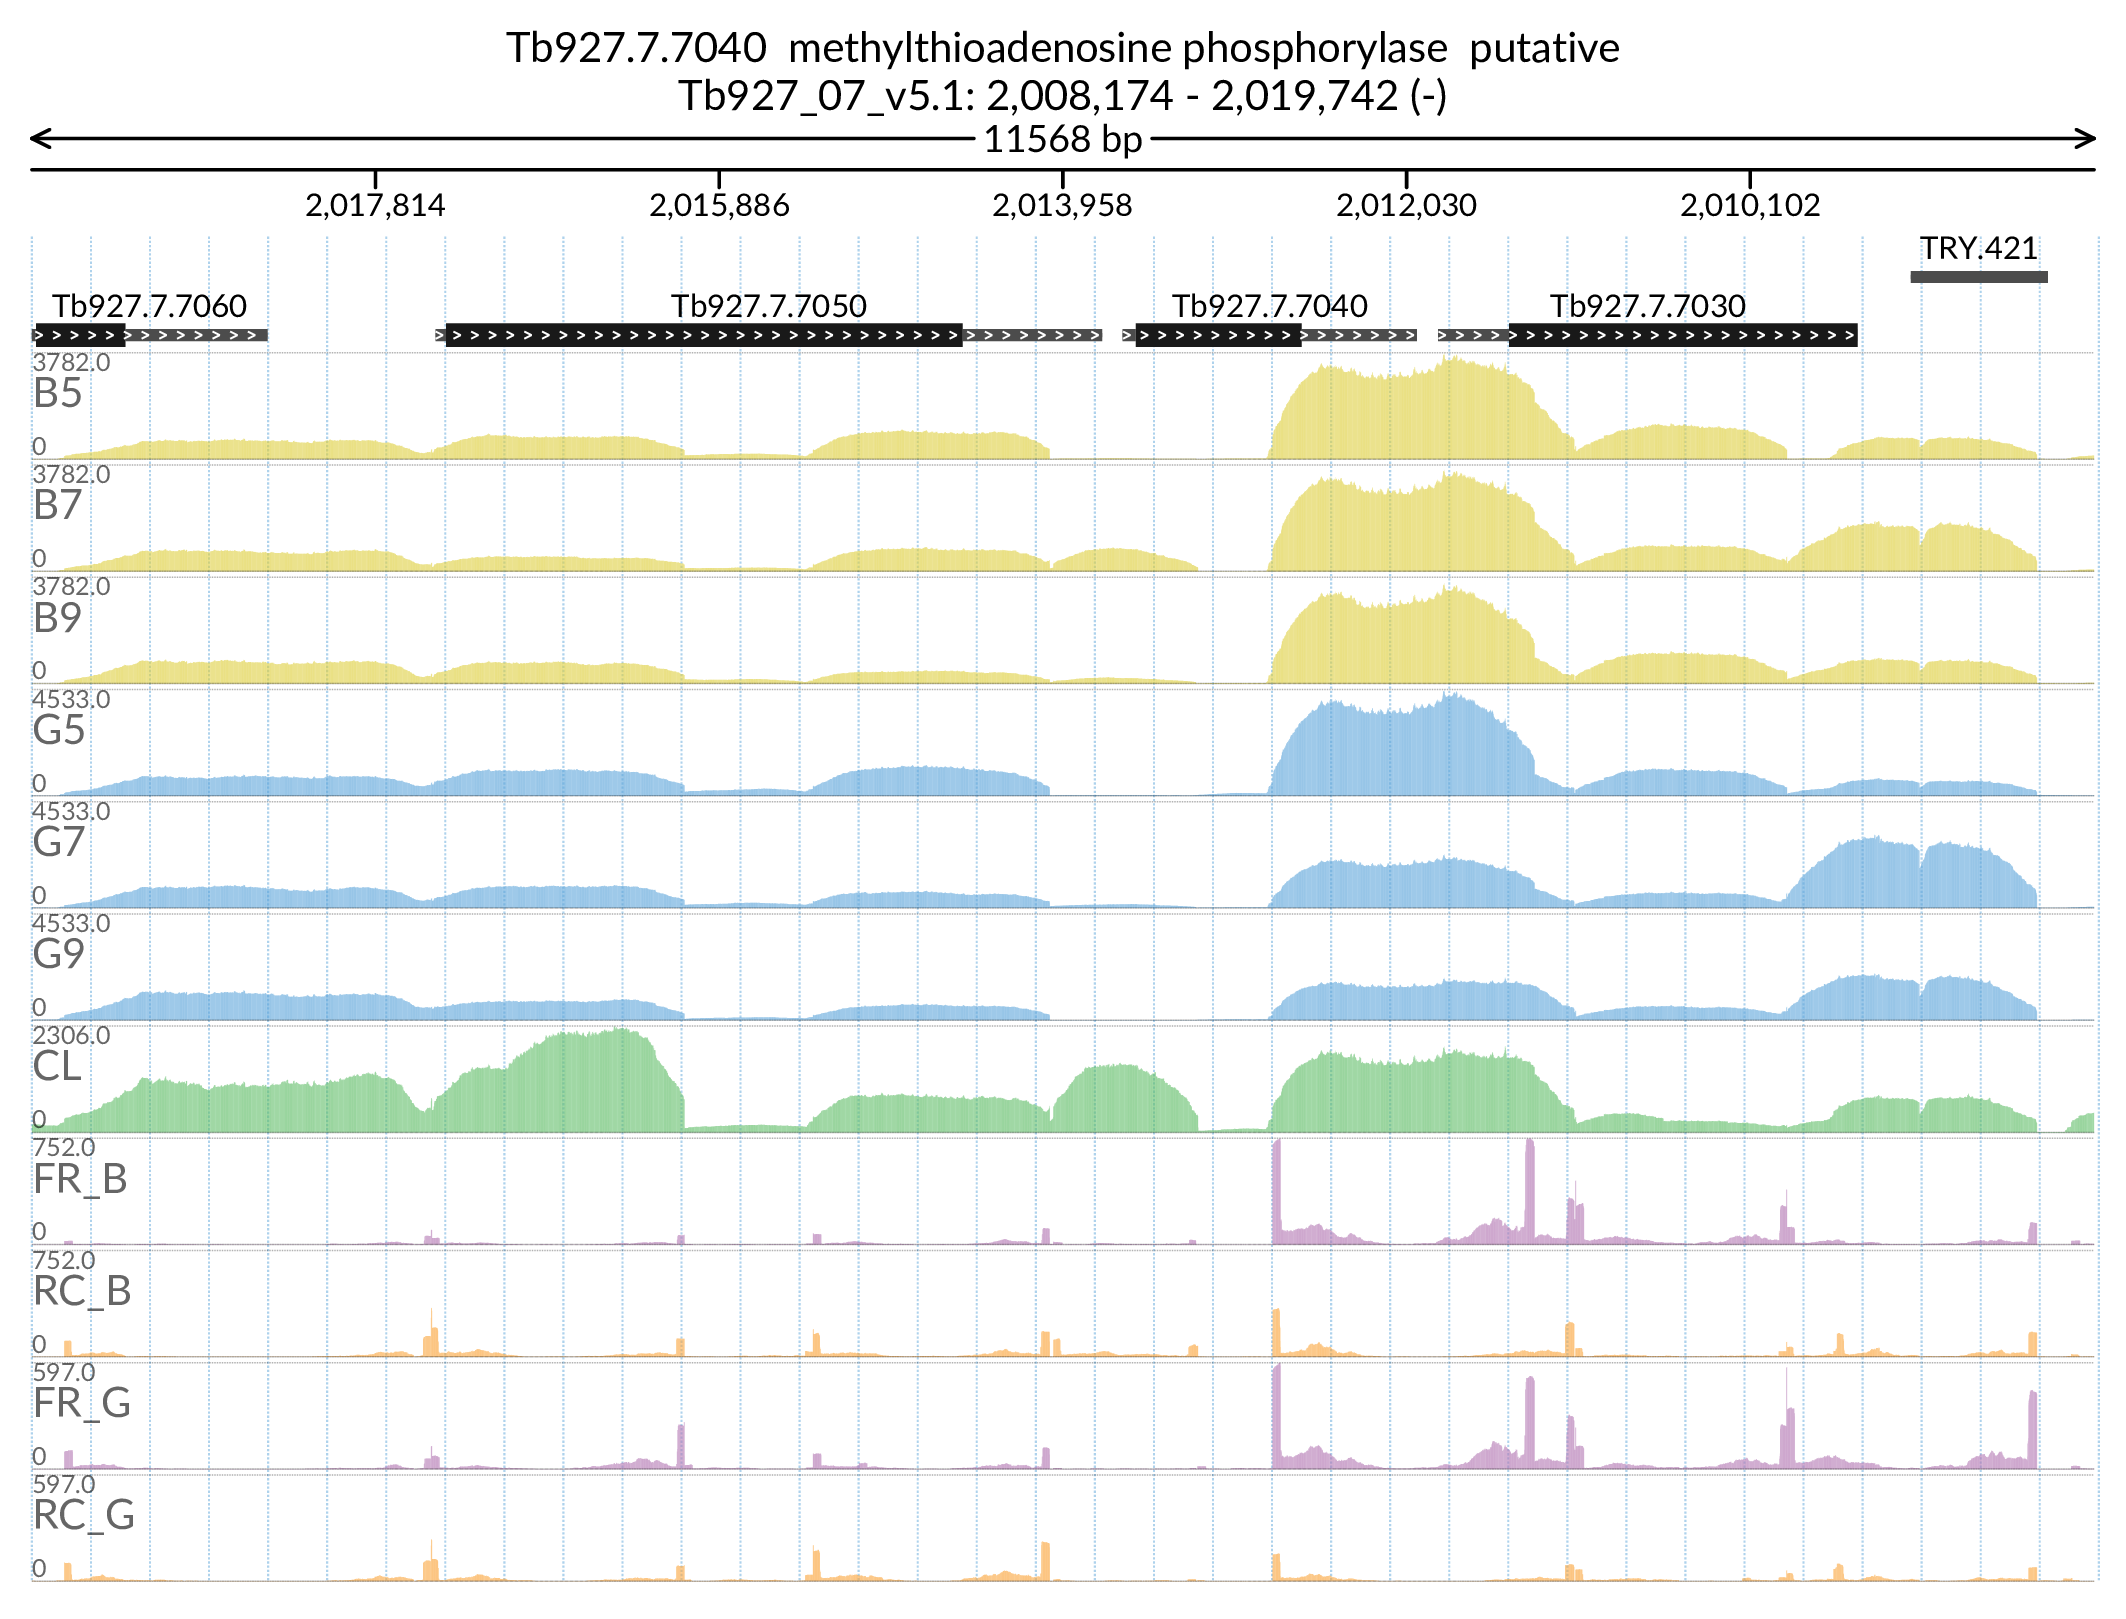 Tb927.7.7040 methylthioadenosine phosphorylase putative
Tb927_07_v5.1: 2,008,174 - 2,019,742 (-)
11568 bp
2,017,814 2,015,886 2,013,958 2,012,030 2,010,102
TRY.421
Tb927.7.7060 Tb927.7.7050 Tb927.7.7040 Tb927.7.7030
3782.0
B5
0
3782.0
B7
0
3782.0
B9
0
4533.0
G5
0
4533.0
G7
0
4533.0
G9
0
2306.0
CL
0
752.0
FR_B
0
752.0
RC_B
0
597.0
FR_G
0
597.0
RC_G
0